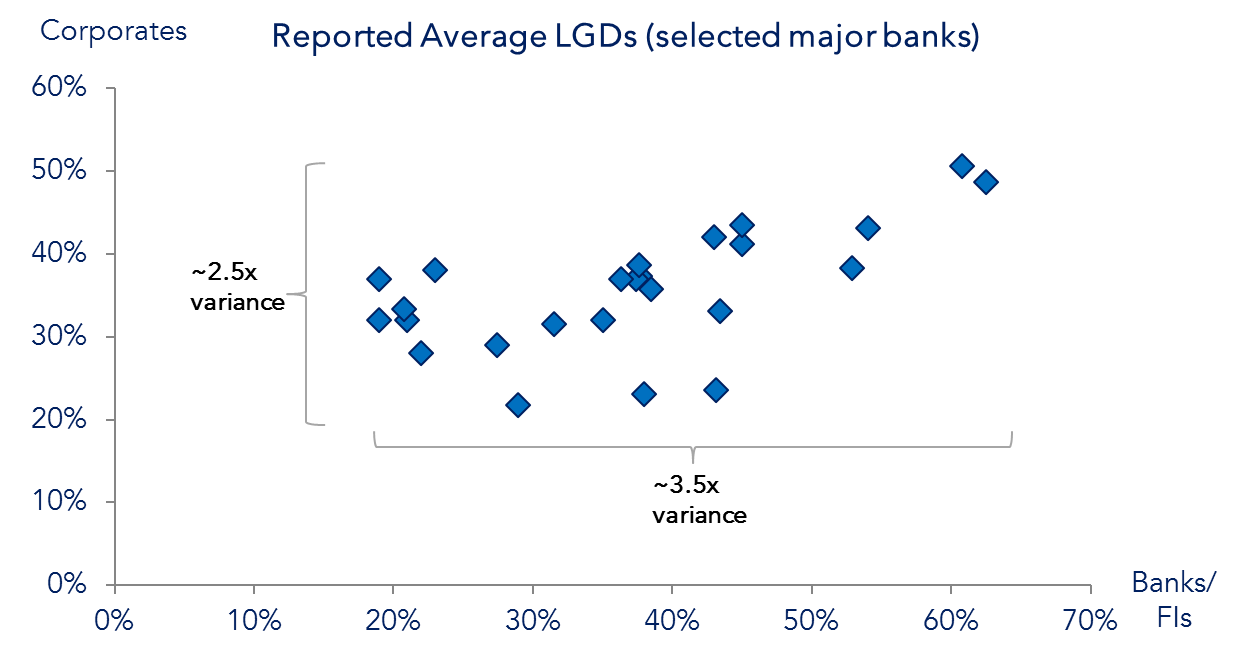 Corporates
Reported Average LGDs (selected major banks)
60%
50%
40%
30%
20%
10%
0%
~2.5x
variance
~3.5x
variance
0% 10% 20% 30% 40% 50% 60% 70%
Banks/
FIs